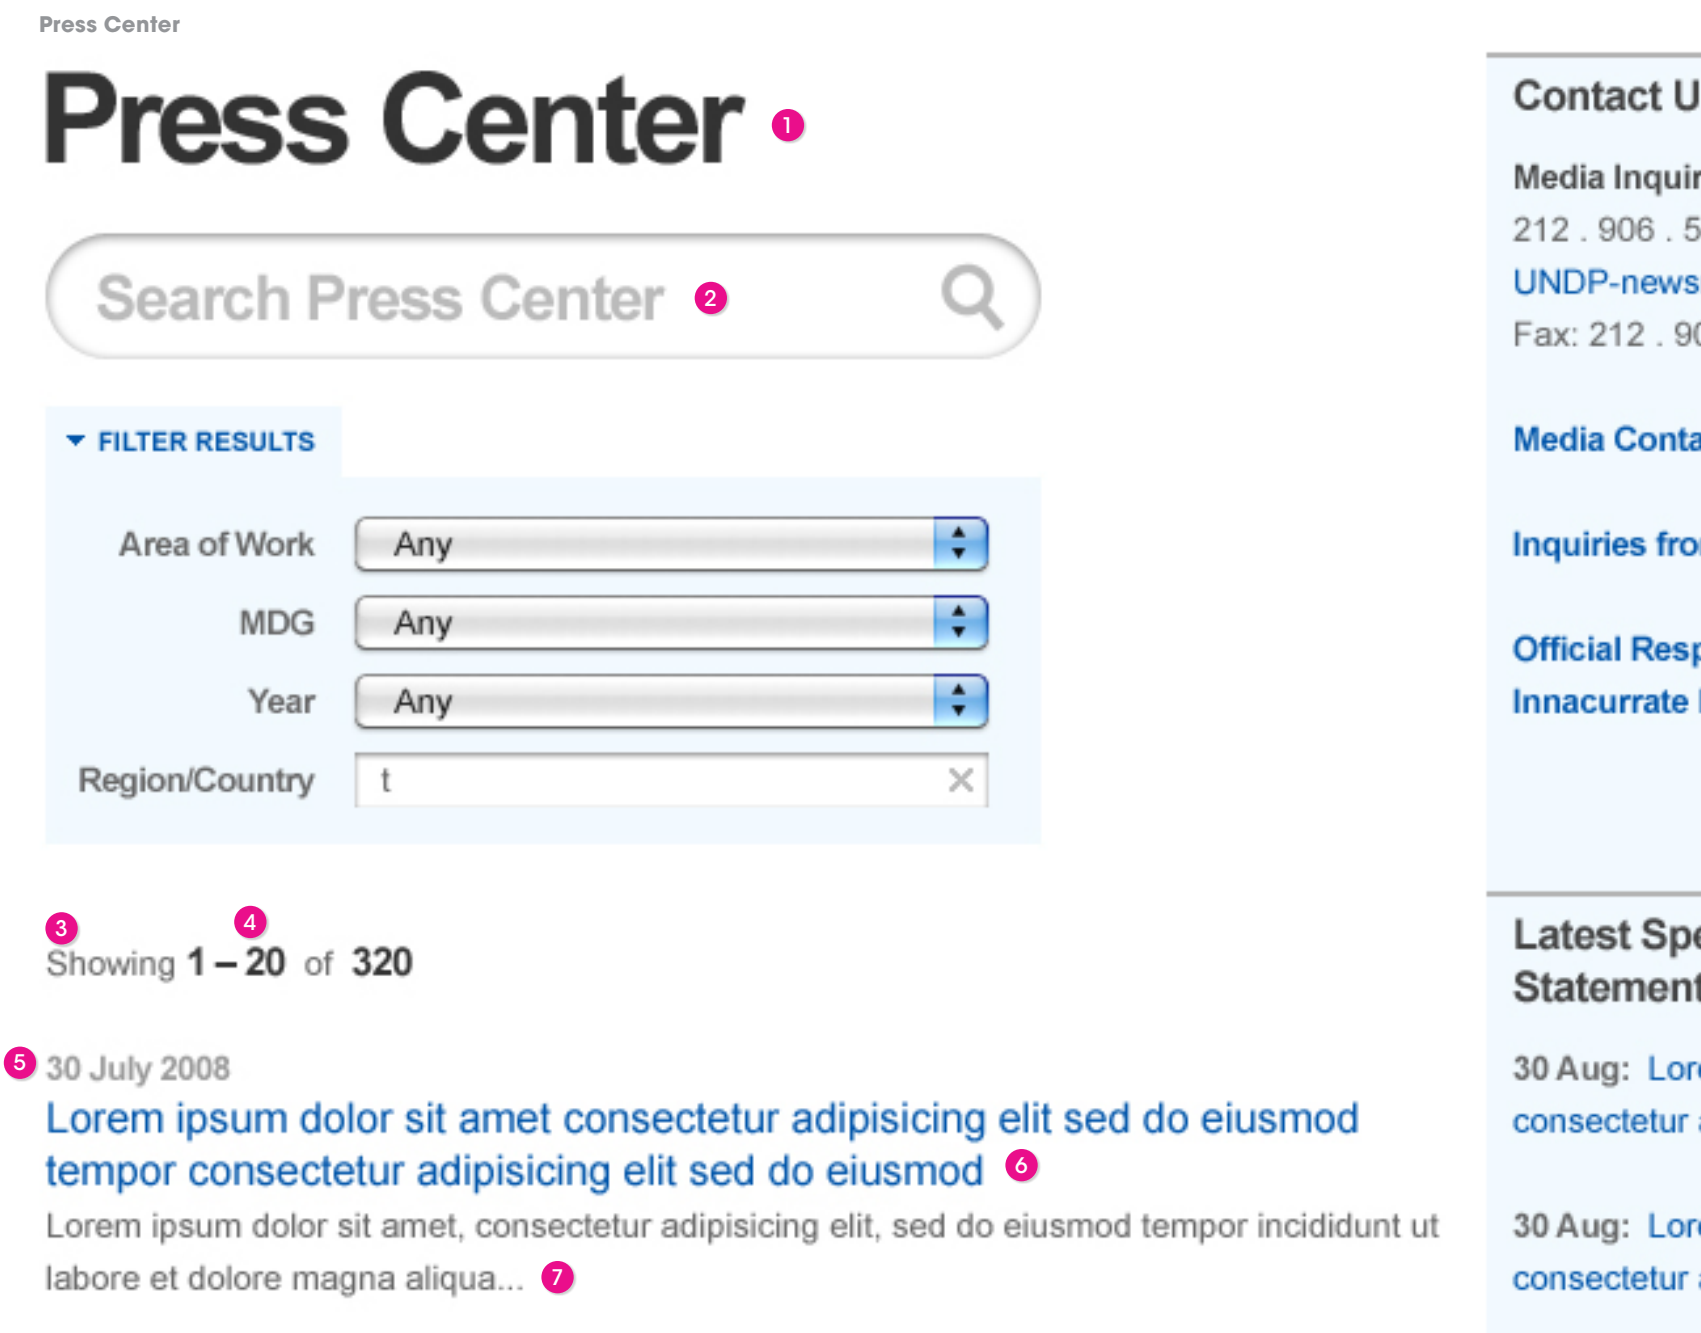 Press Center
Press Center 1
Search Press Center 2
FILTER RESULTS
Area of Work Any
MDG Any
Year Any
Region/Country t
3 4
Showing 1 – 20 of 320
5 30 July 2008
Lorem ipsum dolor sit amet consectetur adipisicing elit sed do eiusmod
tempor consectetur adipisicing elit sed do eiusmod 6
Lorem ipsum dolor sit amet, consectetur adipisicing elit, sed do eiusmod tempor incididunt ut
labore et dolore magna aliqua... 7
Contact U
Media Inquir
212 . 906 . 5
UNDP-news
Fax: 212 . 90
Media Conta
Inquiries fro
Official Resp
Innacurrate
Latest Spe
Statement
30 Aug: Lore
consectetur a
30 Aug: Lore
consectetur a